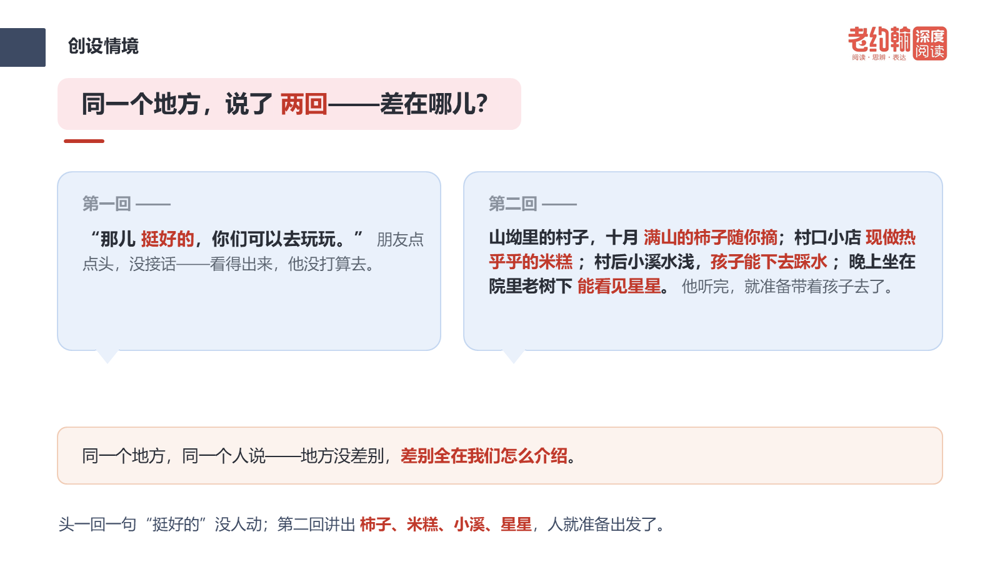 创设情境
老约翰 深度阅读
阅读·思辨·表达
同一个地方，说了 两回——差在哪儿？
第一回 ——
“那儿 挺好的，你们可以去玩玩。” 朋友点
点头，没接话——看得出来，他没打算去。
第二回 ——
山坳里的村子，十月 满山的柿子随你摘；村口小店 现做热
乎乎的米糕 ；村后小溪水浅，孩子能下去踩水 ；晚上坐在
院里老树下 能看见星星。 他听完，就准备带着孩子去了。
同一个地方，同一个人说——地方没差别，差别全在我们怎么介绍。
头一回一句“挺好的”没人动；第二回讲出 柿子、米糕、小溪、星星，人就准备出发了。